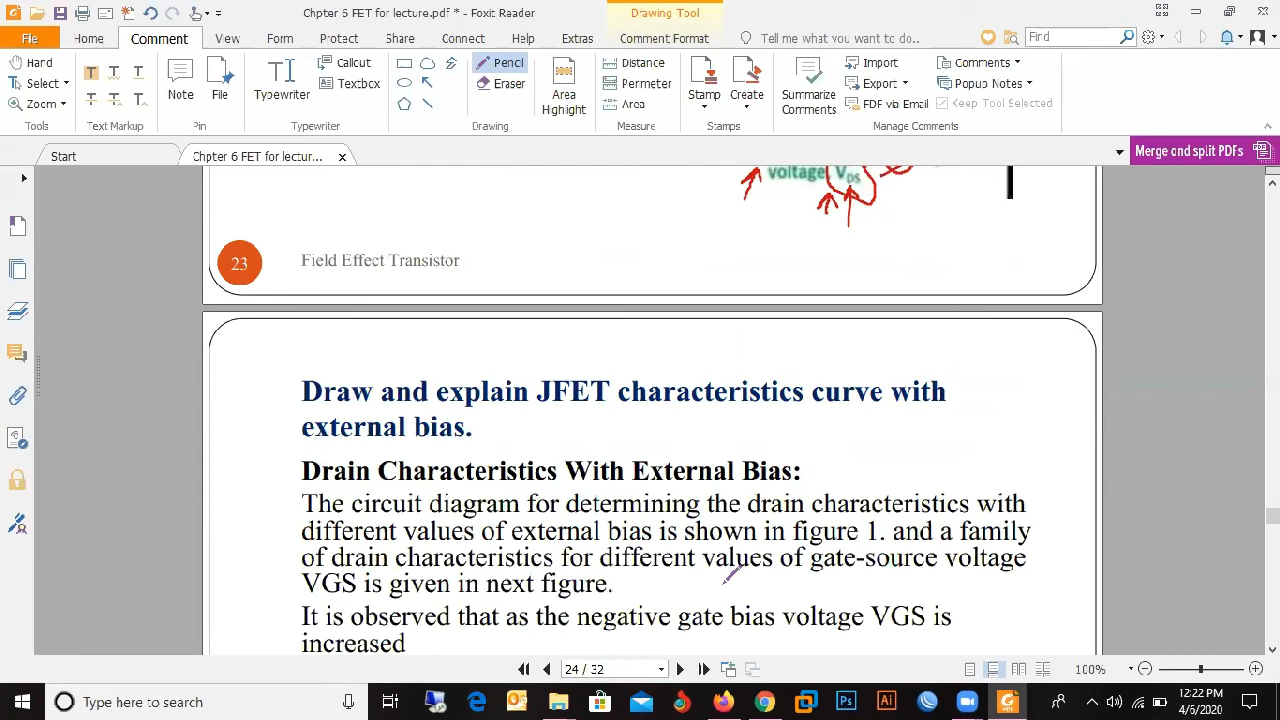 Chpter 6 FET for lecture.pdf * - Foxit Reader
Drawing Tool
File Home Comment View Form Protect Share Connect Help Extras Comment Format Tell me what you want to do.. Find
Hand
Select
Zoom
Tools
Text Markup
Note
File
Pin
Typewriter
Callout
Textbox
Typewriter
Pencil
Eraser
Drawing
Area Highlight
Distance
Perimeter
Area
Measure
Stamp
Create
Stamps
Summarize Comments
Import
Export
FDF via Email
Comments
Popup Notes
Keep Tool Selected
Manage Comments
Start
Chpter 6 FET for lectur...
Merge and split PDFs
voltage, VDS
23 Field Effect Transistor
Draw and explain JFET characteristics curve with
external bias.
Drain Characteristics With External Bias:
The circuit diagram for determining the drain characteristics with
different values of external bias is shown in figure 1. and a family
of drain characteristics for different values of gate-source voltage
VGS is given in next figure.
It is observed that as the negative gate bias voltage VGS is
increased
24 / 32
100%
Type here to search
12:22 PM
4/5/2020